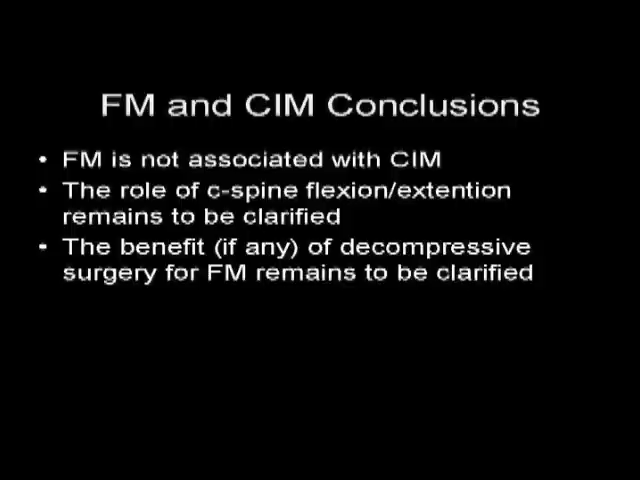 FM and CIM Conclusions
• FM is not associated with CIM
• The role of c-spine flexion/extention
remains to be clarified
• The benefit (if any) of decompressive
surgery for FM remains to be clarified